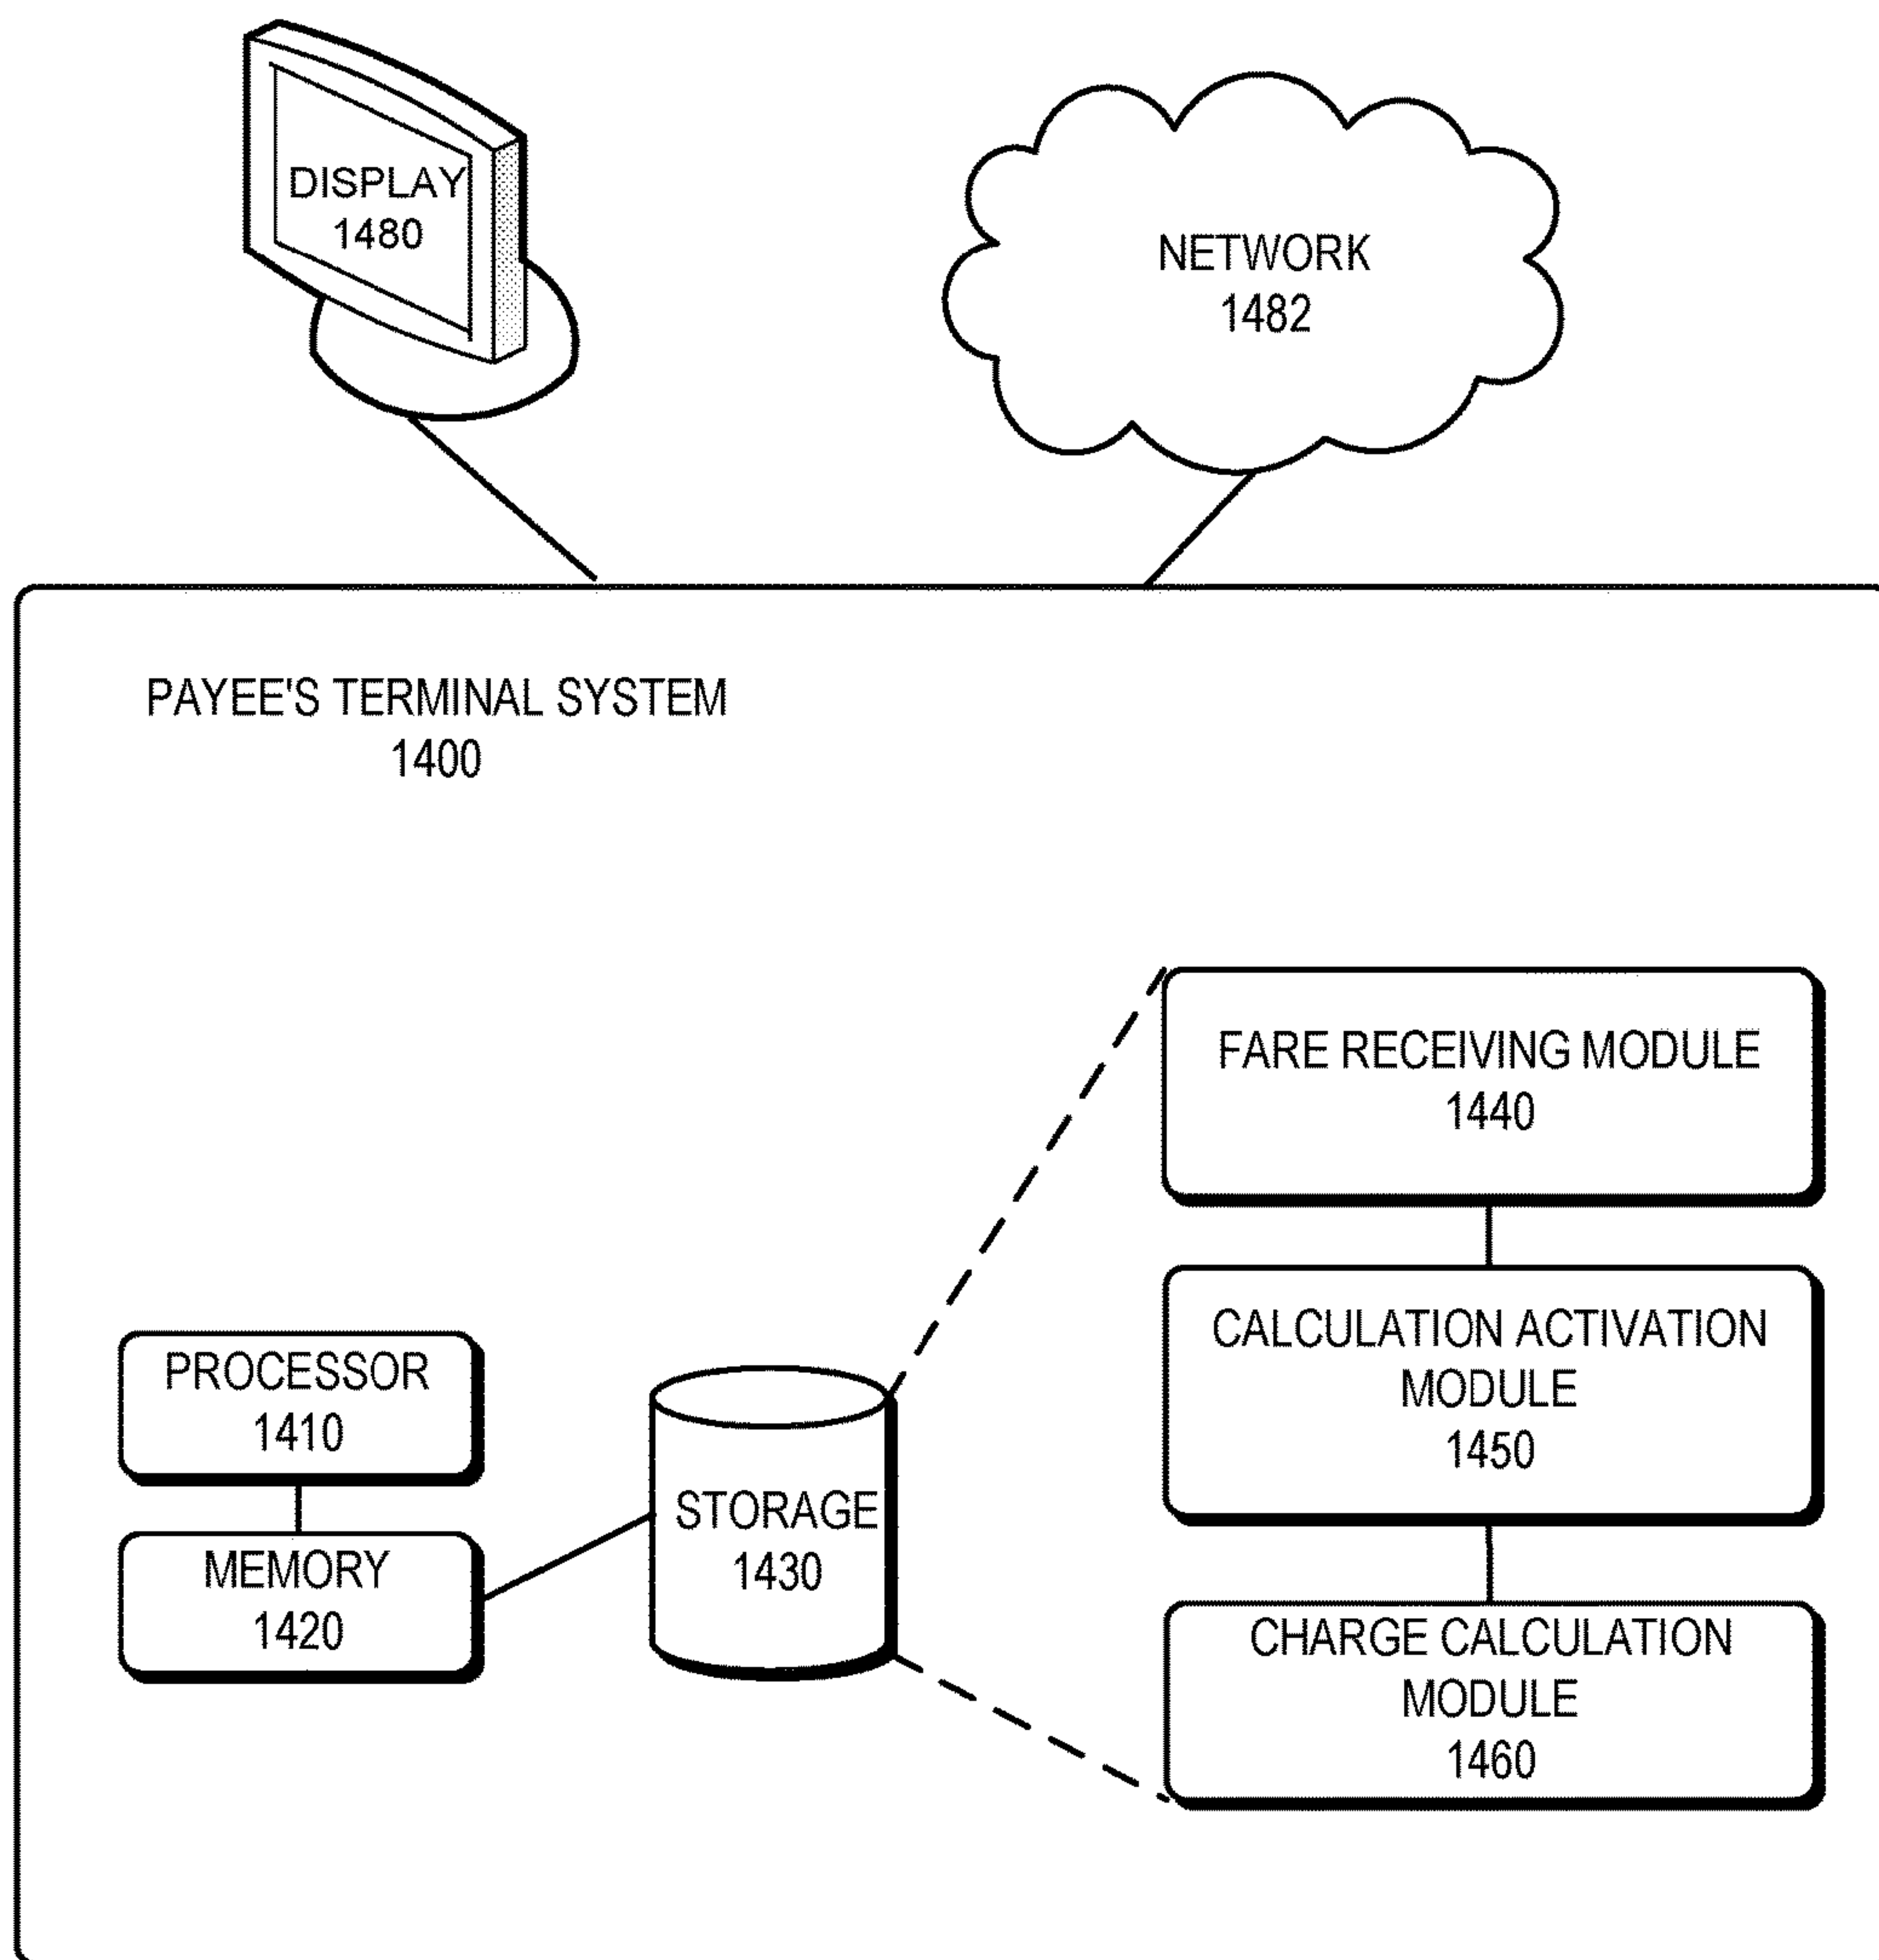 DISPLAY
1480
NETWORK
1482
PAYEE'S TERMINAL SYSTEM
1400
FARE RECEIVING MODULE
1440
CALCULATION ACTIVATION
MODULE
1450
PROCESSOR
1410
MEMORY
1420
STORAGE
1430
CHARGE CALCULATION
MODULE
1460